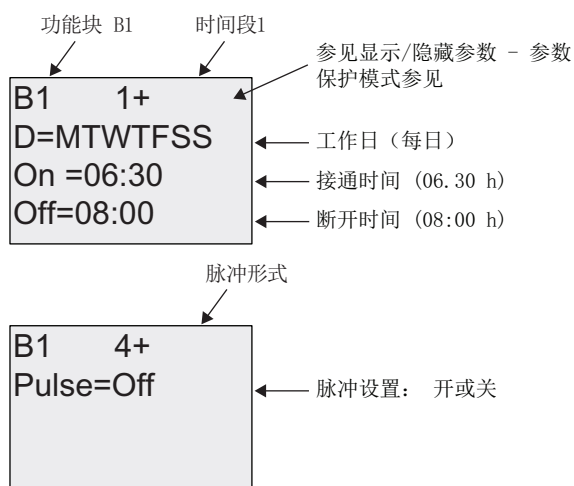 功能块 B1
时间段1
参见显示/隐藏参数 - 参数
保护模式参见
B1 1+
D=MTWTFSS
工作日（每日）
On =06:30
接通时间 (06.30 h)
Off=08:00
断开时间 (08:00 h)
脉冲形式
B1 4+
Pulse=Off
脉冲设置： 开或关